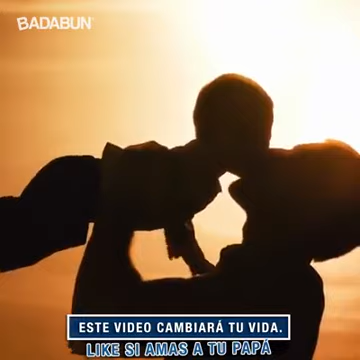 BADABUN®
ESTE VIDEO CAMBIARÁ TU VIDA.
LIKE SI AMAS A TU PAPÁ